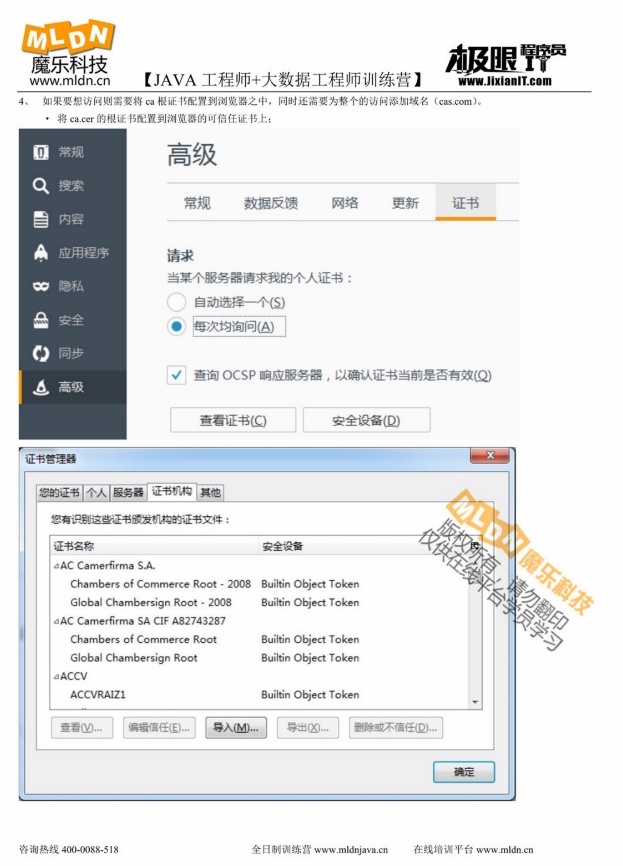 MLDN
魔乐科技
www.mldn.cn
【JAVA 工程师+大数据工程师训练营】
极限IT程序员
www.JixianIT.com
4、 如果要想访问则需要将 ca 根证书配置到浏览器之中，同时还需要为整个的访问添加域名（cas.com）。
• 将 ca.cer 的根证书配置到浏览器的可信任证书上；
常规
搜索
内容
应用程序
隐私
安全
同步
高级
高级
常规 数据反馈 网络 更新 证书
请求
当某个服务器请求我的个人证书：
自动选择一个(S)
每次均询问(A)
查询 OCSP 响应服务器，以确认证书当前是否有效(Q)
查看证书(C) 安全设备(D)
证书管理器
您的证书 个人 服务器 证书机构 其他
您有识别这些证书颁发机构的证书文件：
证书名称 安全设备
AC Camerfirma S.A.
Chambers of Commerce Root - 2008 Builtin Object Token
Global Chambersign Root - 2008 Builtin Object Token
AC Camerfirma SA CIF A82743287
Chambers of Commerce Root Builtin Object Token
Global Chambersign Root Builtin Object Token
ACCV
ACCVRAIZ1 Builtin Object Token
查看(V)... 编辑信任(E)... 导入(M)... 导出(X)... 删除或不信任(D)...
确定
MLDN 魔乐科技
版权所有，请勿翻印
仅供在线平台学员学习
咨询热线 400-0088-518 全日制训练营 www.mldnjava.cn 在线培训平台 www.mldn.cn